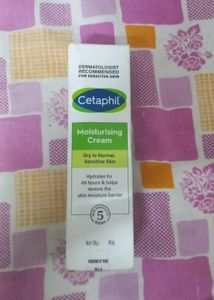 DERMATOLOGIST
RECOMMENDED
FOR SENSITIVE SKIN
Cetaphil
Moisturising
Cream
Dry to Normal,
Sensitive Skin
Hydrates for
48 hours & helps
restore the
skin moisture barrier
5
Net Qty.: 80g